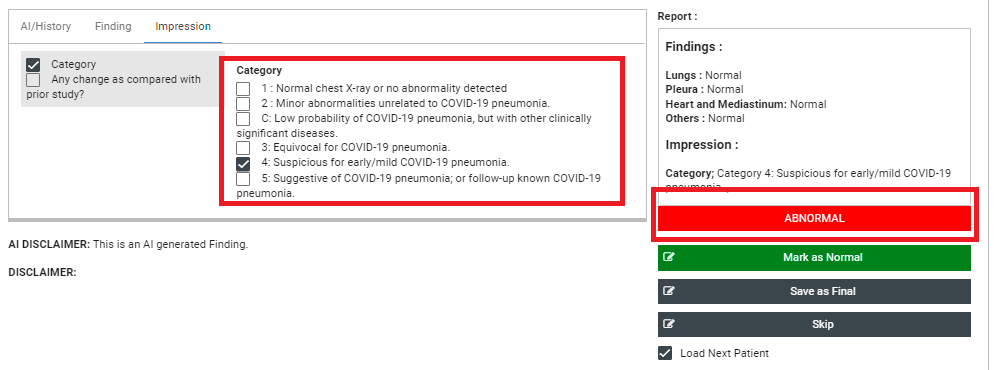 AI/History Finding Impression
Category
Any change as compared with
prior study?
Category
1 : Normal chest X-ray or no abnormality detected
2 : Minor abnormalities unrelated to COVID-19 pneumonia.
C: Low probability of COVID-19 pneumonia, but with other clinically
significant diseases.
3: Equivocal for COVID-19 pneumonia.
4: Suspicious for early/mild COVID-19 pneumonia.
5: Suggestive of COVID-19 pneumonia; or follow-up known COVID-19
pneumonia.
AI DISCLAIMER: This is an AI generated Finding.
DISCLAIMER:
Report :
Findings :
Lungs : Normal
Pleura : Normal
Heart and Mediastinum: Normal
Others : Normal
Impression :
Category; Category 4: Suspicious for early/mild COVID-19
pneumonia.
ABNORMAL
Mark as Normal
Save as Final
Skip
Load Next Patient